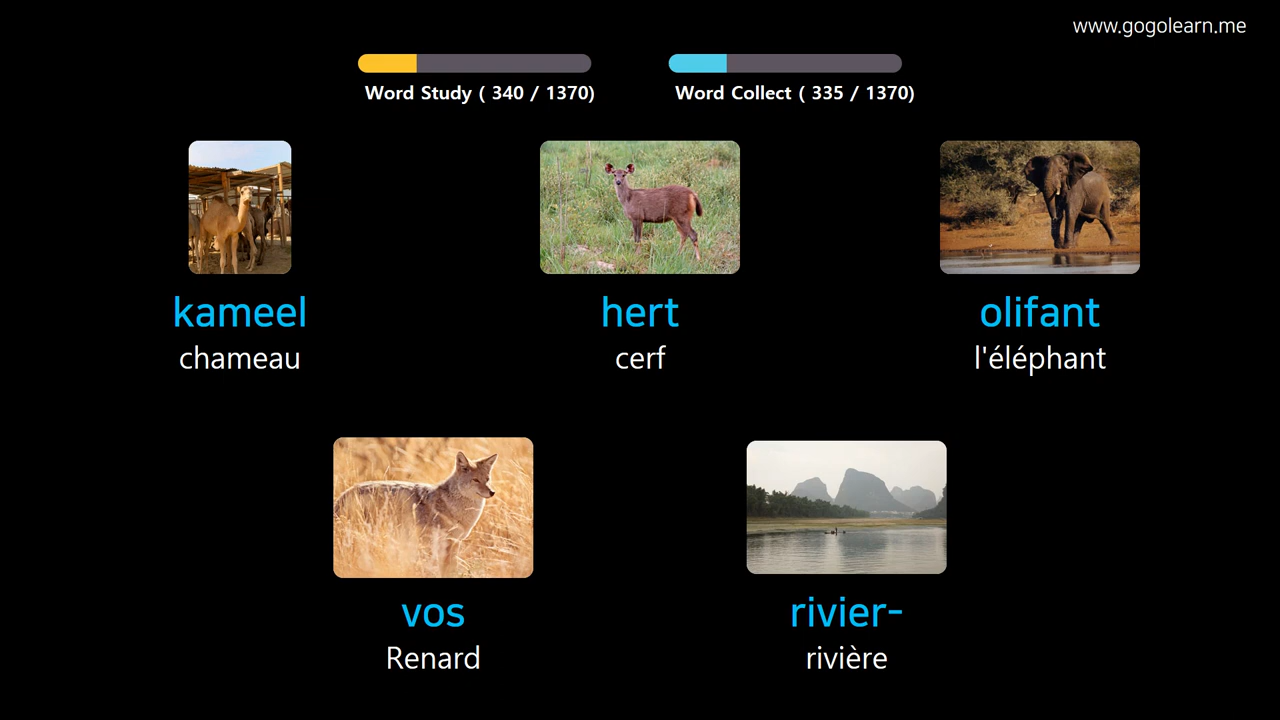 www.gogolearn.me
Word Study ( 340 / 1370)
Word Collect ( 335 / 1370)
kameel
chameau
hert
cerf
olifant
l'éléphant
vos
Renard
rivier-
rivière